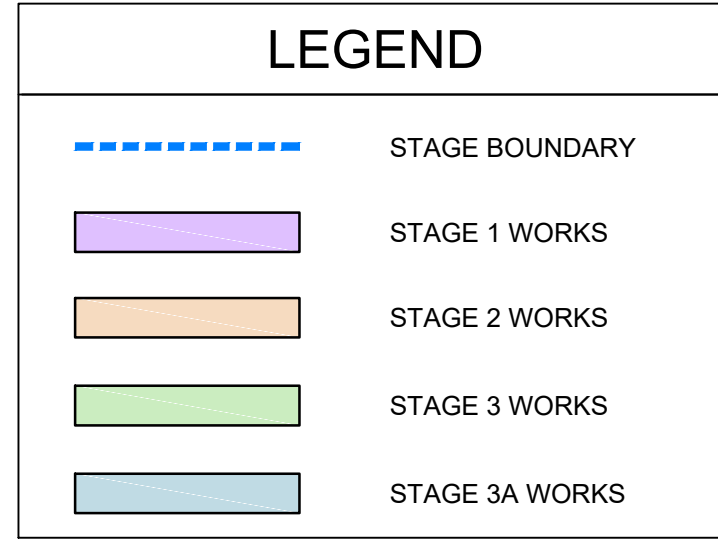 LEGEND
STAGE BOUNDARY
STAGE 1 WORKS
STAGE 2 WORKS
STAGE 3 WORKS
STAGE 3A WORKS